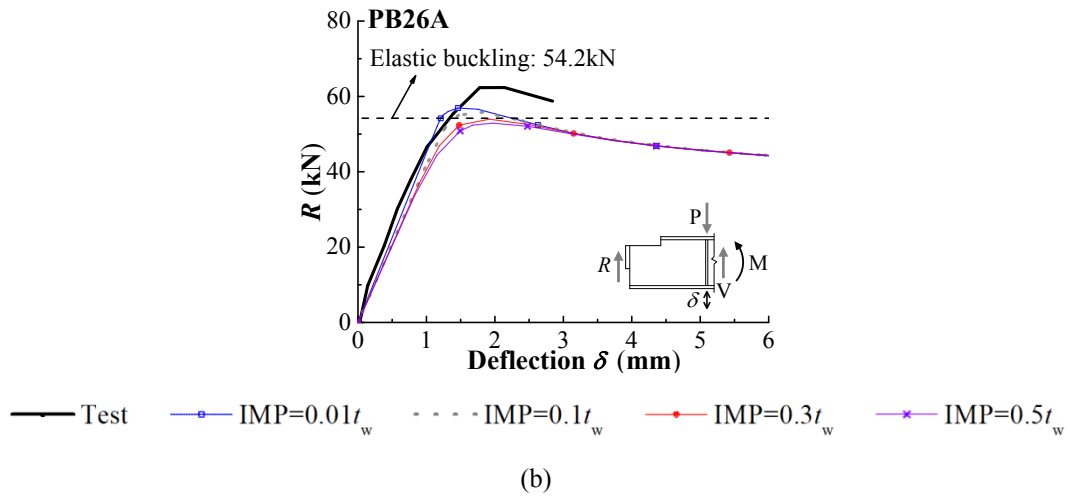 PB26A
80
60
40
20
0
R (kN)
Elastic buckling: 54.2kN
P
R
M
V
δ
0 1 2 3 4 5 6
Deflection δ (mm)
Test IMP=0.01tw IMP=0.1tw IMP=0.3tw IMP=0.5tw
(b)